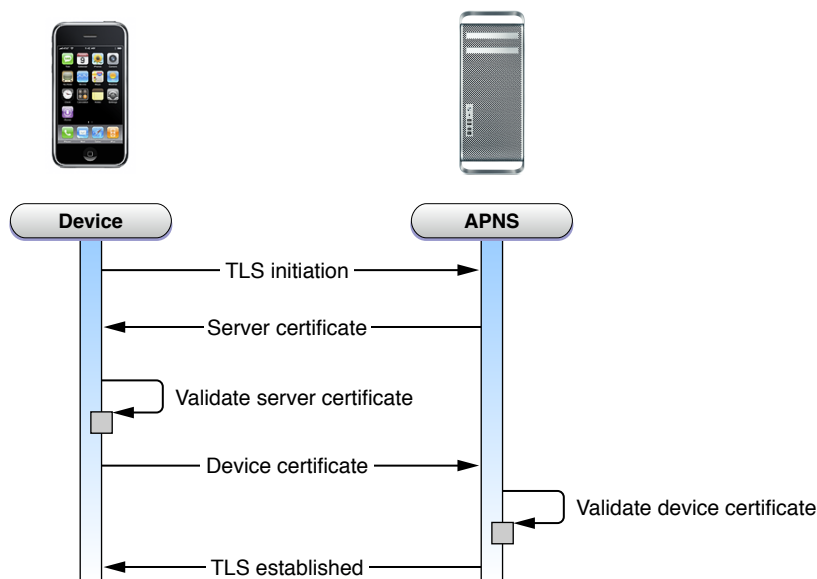 Device
APNS
TLS initiation
Server certificate
Validate server certificate
Device certificate
Validate device certificate
TLS established